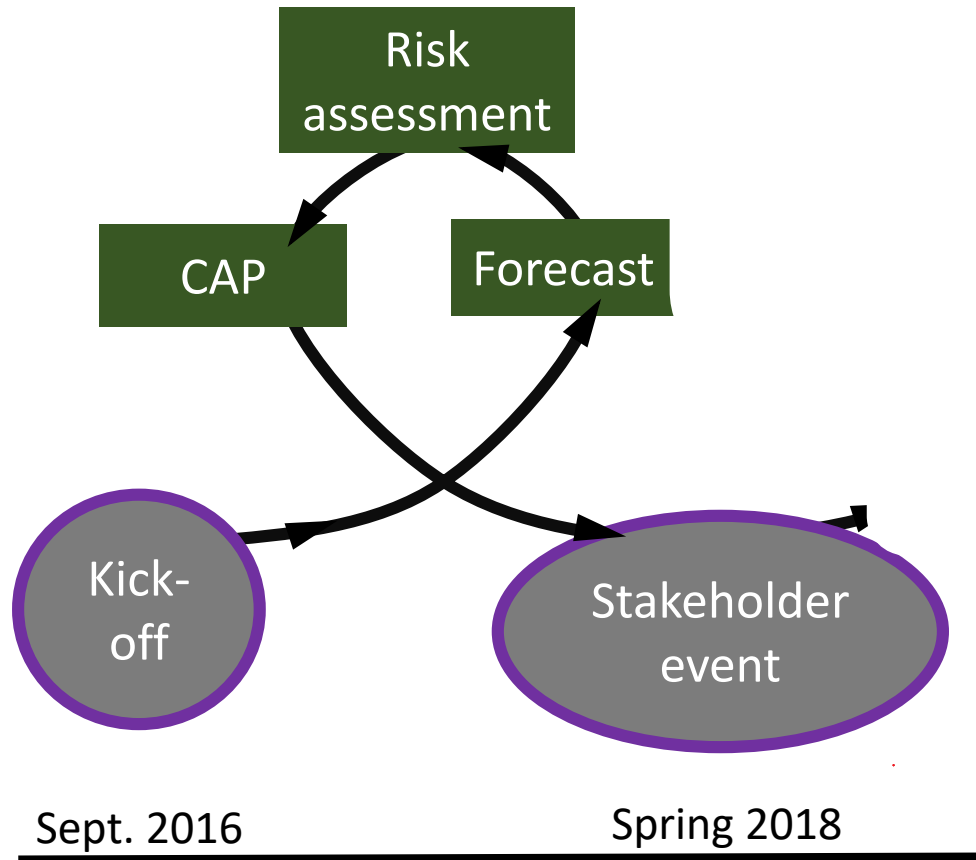 Risk
assessment
CAP
Forecast
Kick-
off
Stakeholder
event
Sept. 2016
Spring 2018